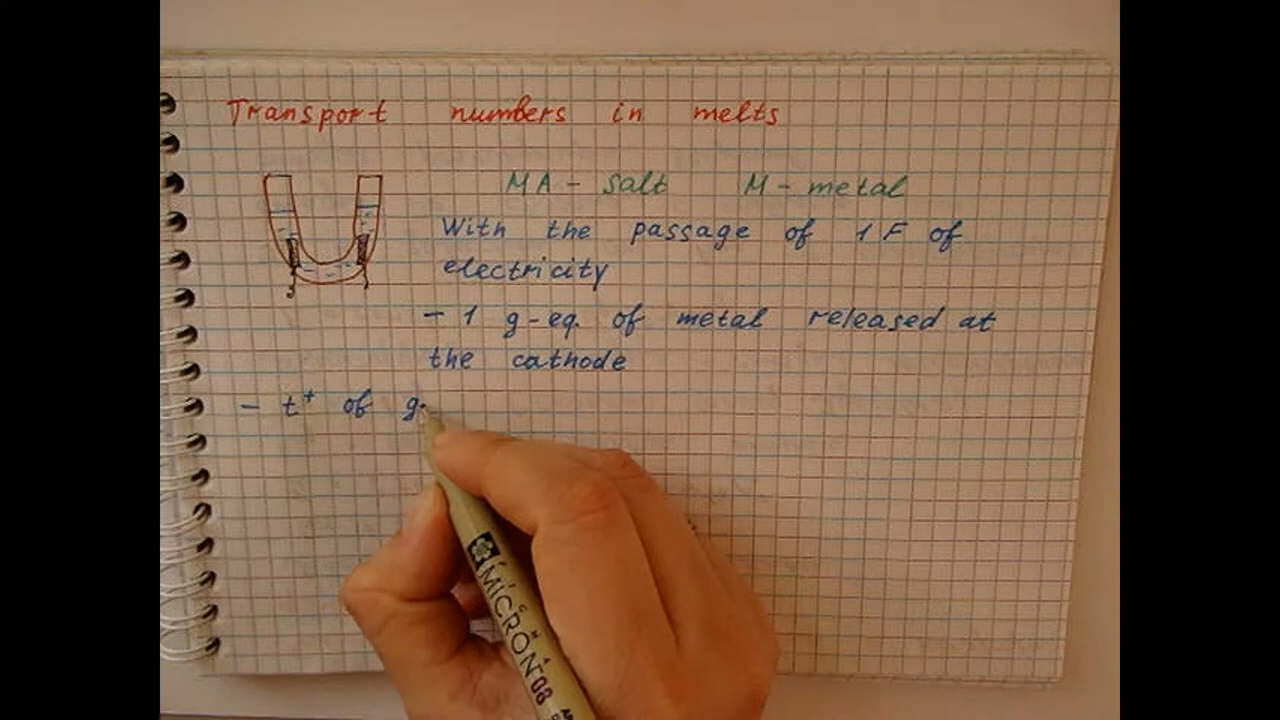 Transport numbers in melts
MA - salt M - metal
With the passage of 1 F of
electricity
- 1 g-eq. of metal released at
the cathode
- t⁺ of g
MICRON 08